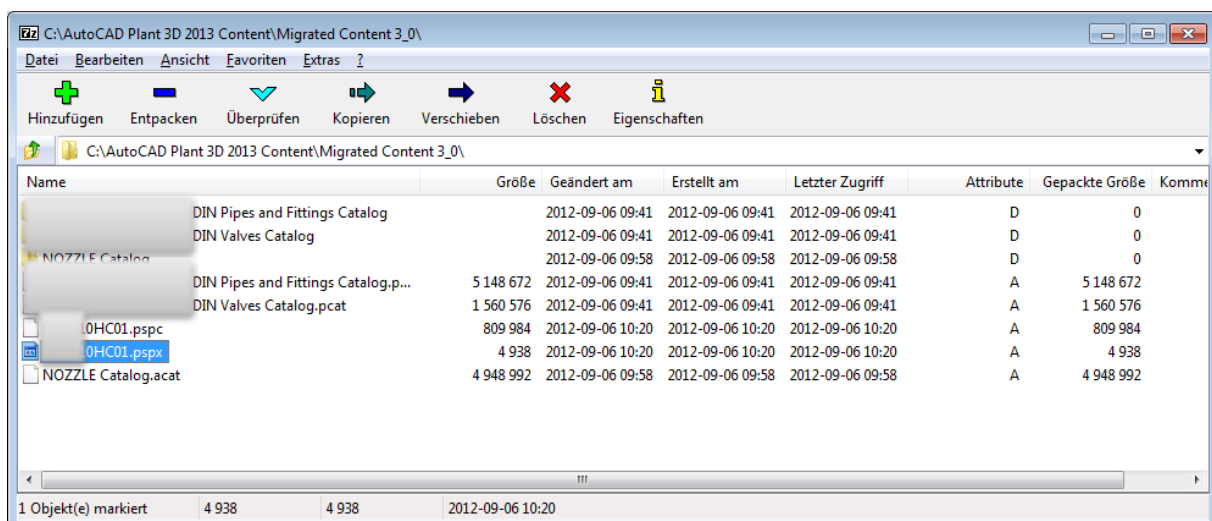 C:\AutoCAD Plant 3D 2013 Content\Migrated Content 3_0\
Datei Bearbeiten Ansicht Favoriten Extras ?
Hinzufügen Entpacken Überprüfen Kopieren Verschieben Löschen Eigenschaften
C:\AutoCAD Plant 3D 2013 Content\Migrated Content 3_0\
Name Größe Geändert am Erstellt am Letzter Zugriff Attribute Gepackte Größe Komme
DIN Pipes and Fittings Catalog 2012-09-06 09:41 2012-09-06 09:41 2012-09-06 09:41 D 0
DIN Valves Catalog 2012-09-06 09:41 2012-09-06 09:41 2012-09-06 09:41 D 0
NOZZLE Catalog 2012-09-06 09:58 2012-09-06 09:58 2012-09-06 09:58 D 0
DIN Pipes and Fittings Catalog.p... 5 148 672 2012-09-06 09:41 2012-09-06 09:41 2012-09-06 09:41 A 5 148 672
DIN Valves Catalog.pcat 1 560 576 2012-09-06 09:41 2012-09-06 09:41 2012-09-06 09:41 A 1 560 576
0HC01.pspc 809 984 2012-09-06 10:20 2012-09-06 10:20 2012-09-06 10:20 A 809 984
0HC01.pspx 4 938 2012-09-06 10:20 2012-09-06 10:20 2012-09-06 10:20 A 4 938
NOZZLE Catalog.acat 4 948 992 2012-09-06 09:58 2012-09-06 09:58 2012-09-06 09:58 A 4 948 992
1 Objekt(e) markiert 4 938 4 938 2012-09-06 10:20